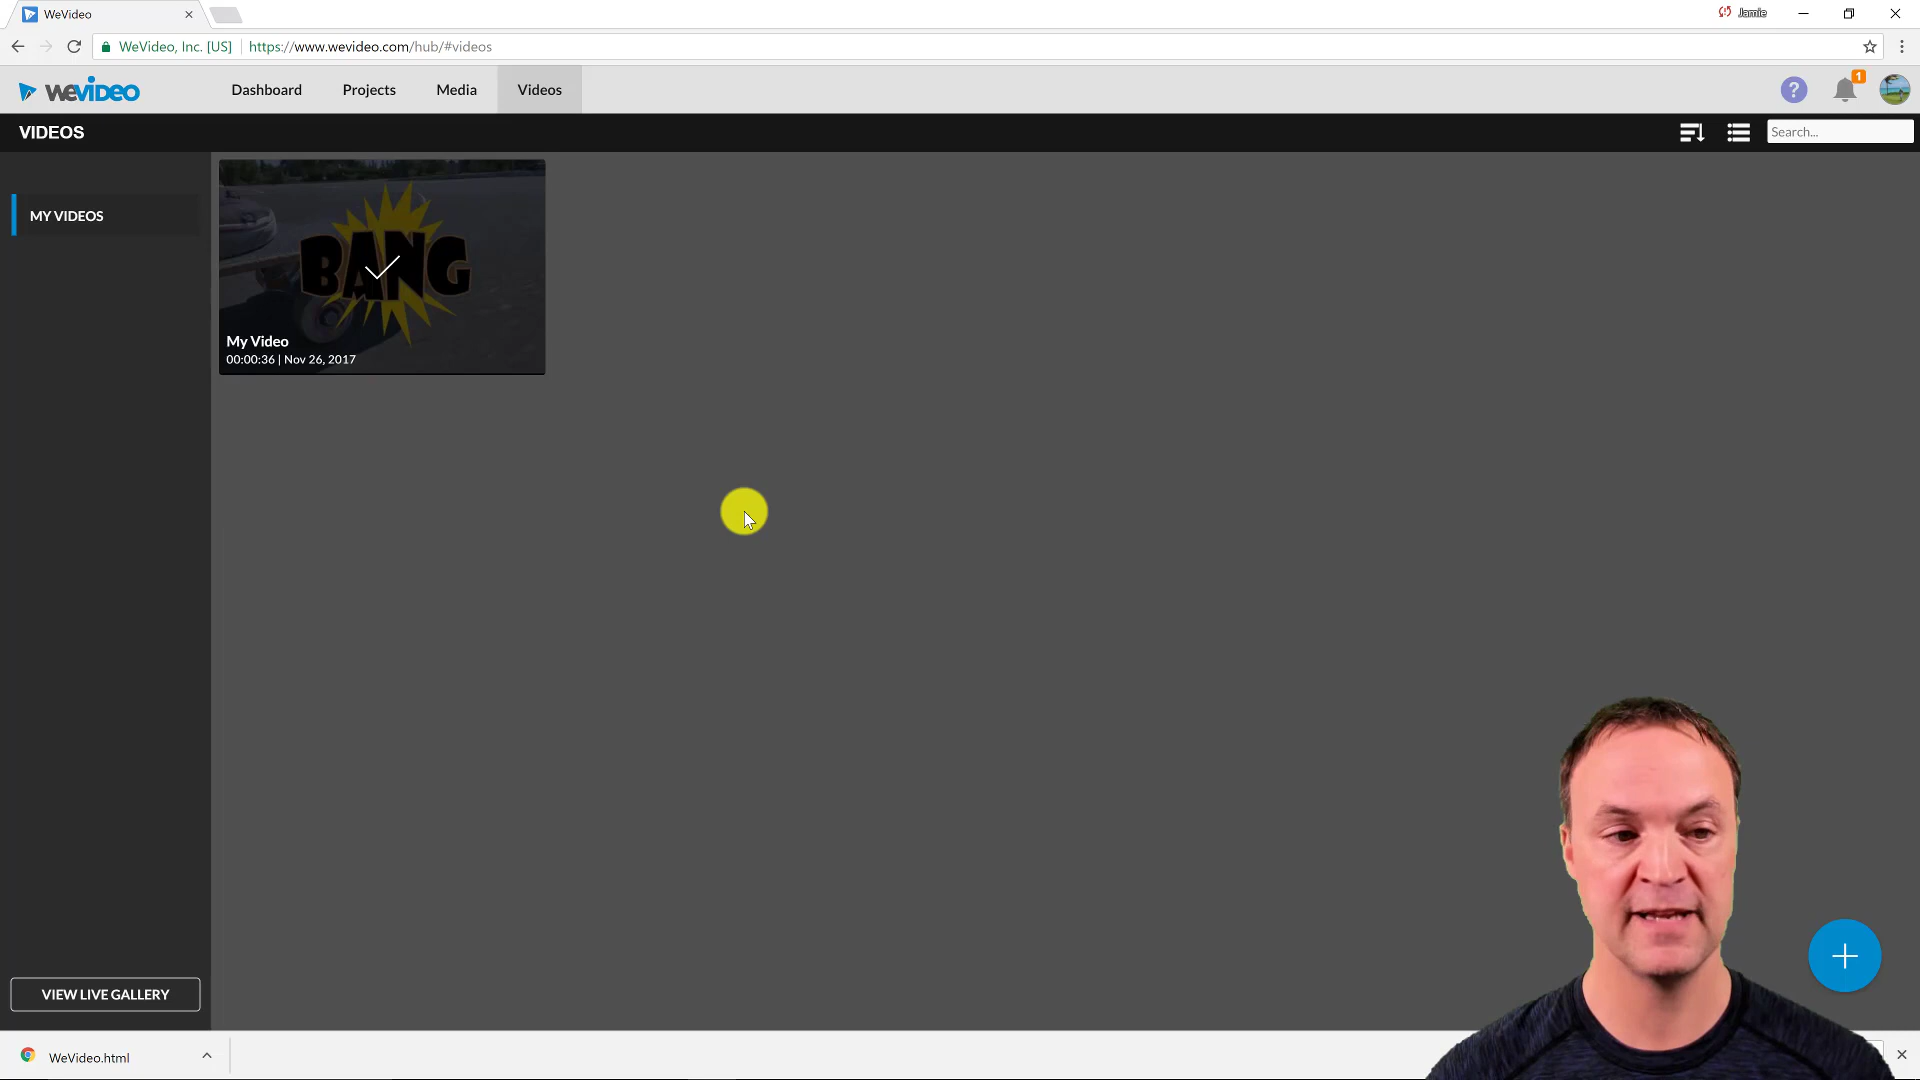 WeVideo
Jamie
WeVideo, Inc. [US]
https://www.wevideo.com/hub/#videos
WEVIDEO
Dashboard
Projects
Media
Videos
?
1
VIDEOS
Search...
MY VIDEOS
BANG
My Video
00:00:36 | Nov 26, 2017
VIEW LIVE GALLERY
WeVideo.html